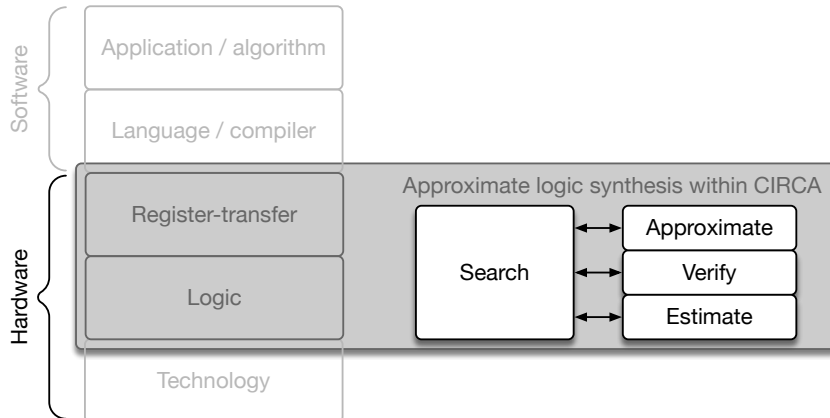 Software
Application / algorithm
Language / compiler
Hardware
Register-transfer
Logic
Technology
Approximate logic synthesis within CIRCA
Search
Approximate
Verify
Estimate